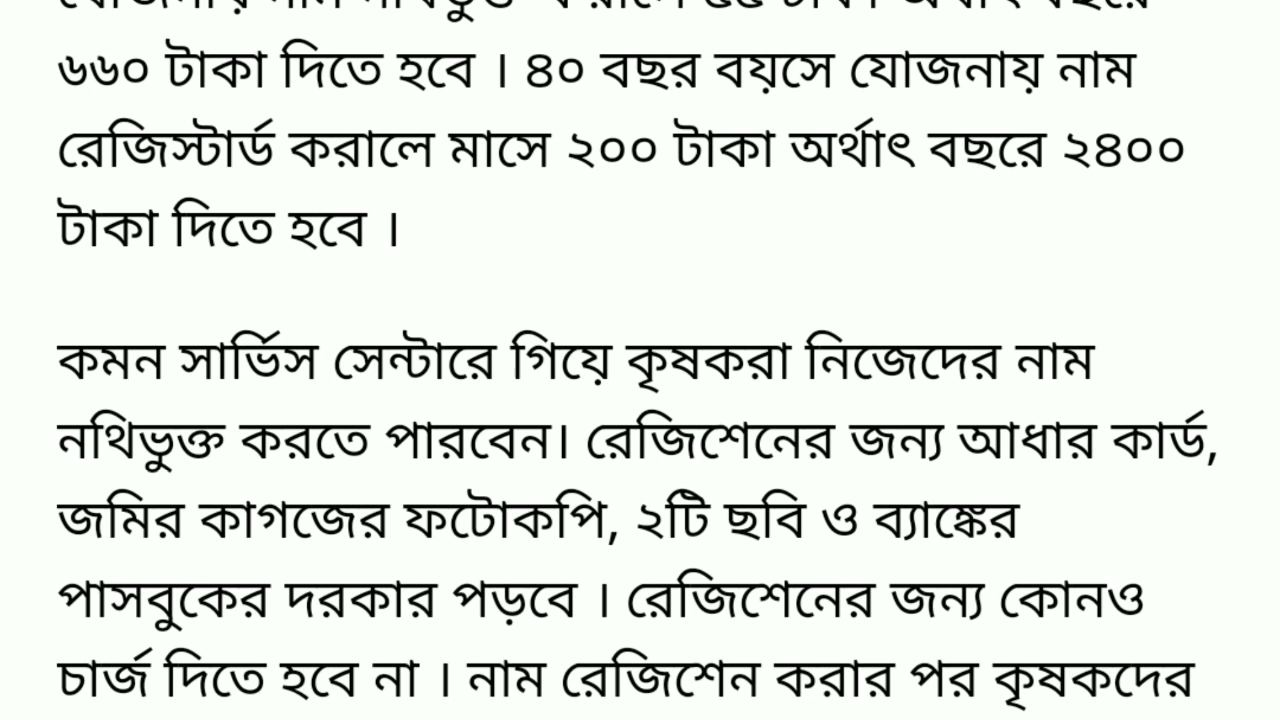 ৬৬০ টাকা দিতে হবে । ৪০ বছর বয়সে যোজনায় নাম
রেজিস্টার্ড করালে মাসে ২০০ টাকা অর্থাৎ বছরে ২৪০০
টাকা দিতে হবে ।
কমন সার্ভিস সেন্টারে গিয়ে কৃষকরা নিজেদের নাম
নথিভুক্ত করতে পারবেন। রেজিশেনের জন্য আধার কার্ড,
জমির কাগজের ফটোকপি, ২টি ছবি ও ব্যাঙ্কের
পাসবুকের দরকার পড়বে । রেজিশেনের জন্য কোনও
চার্জ দিতে হবে না । নাম রেজিশেন করার পর কৃষকদের